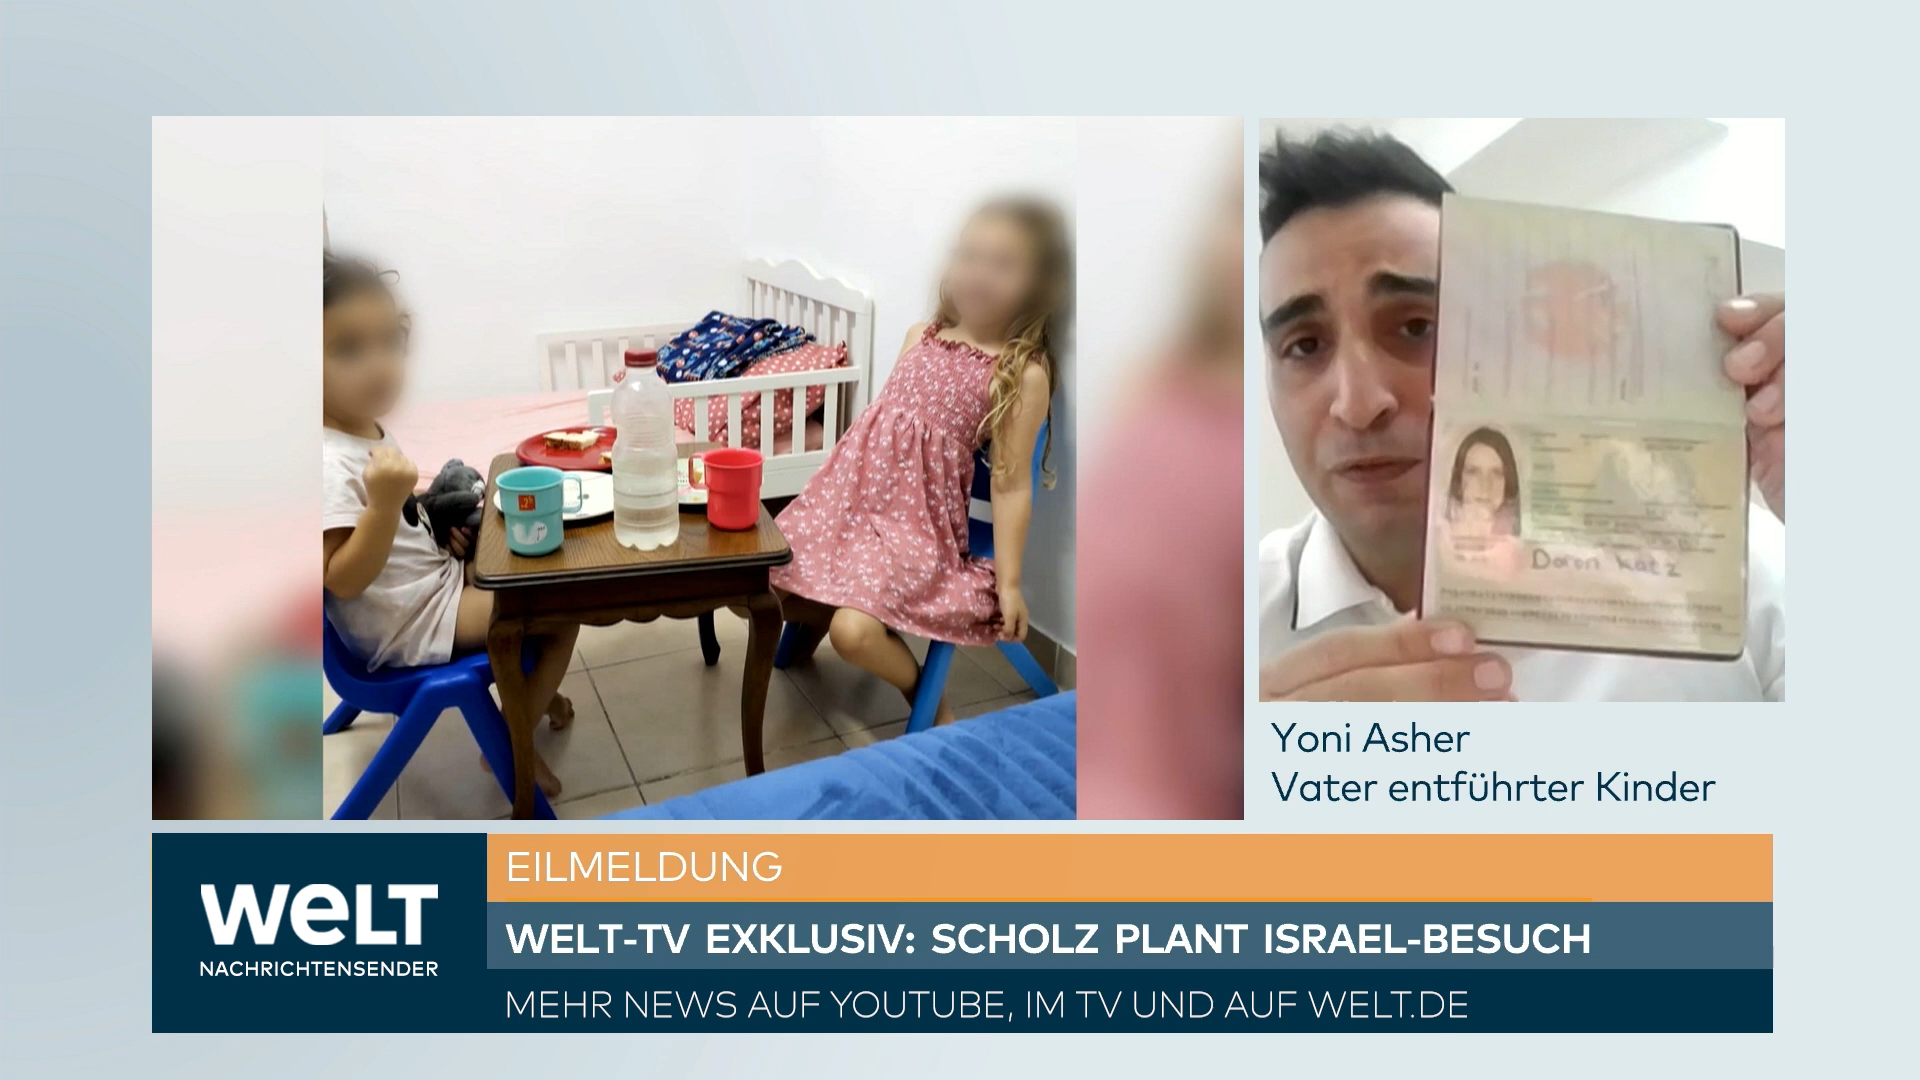 Doron Katz
Yoni Asher
Vater entführter Kinder
EILMELDUNG
WELT
NACHRICHTENSENDER
WELT-TV EXKLUSIV: SCHOLZ PLANT ISRAEL-BESUCH
MEHR NEWS AUF YOUTUBE, IM TV UND AUF WELT.DE